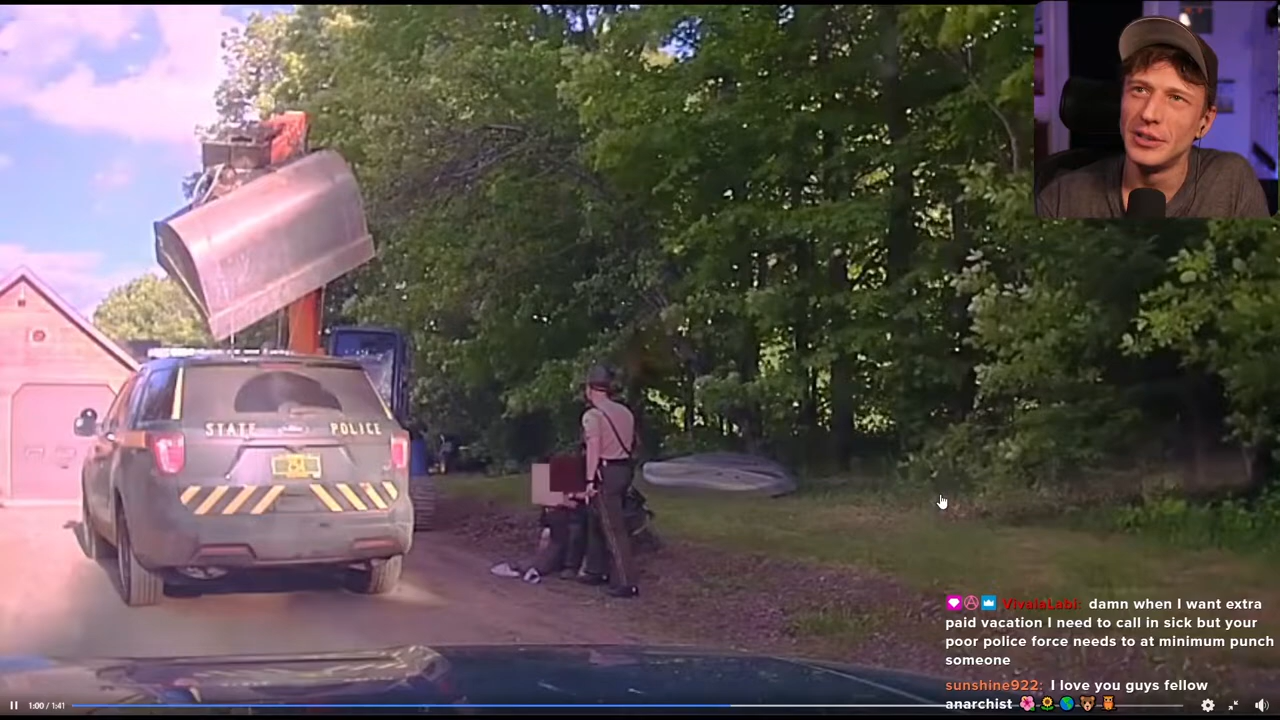 STATE POLICE
VivalaLabi: damn when I want extra
paid vacation I need to call in sick but your
poor police force needs to at minimum punch
someone
sunshine922: I love you guys fellow
anarchist 🌺🌻🌎🐻🦉
1:00 / 1:41